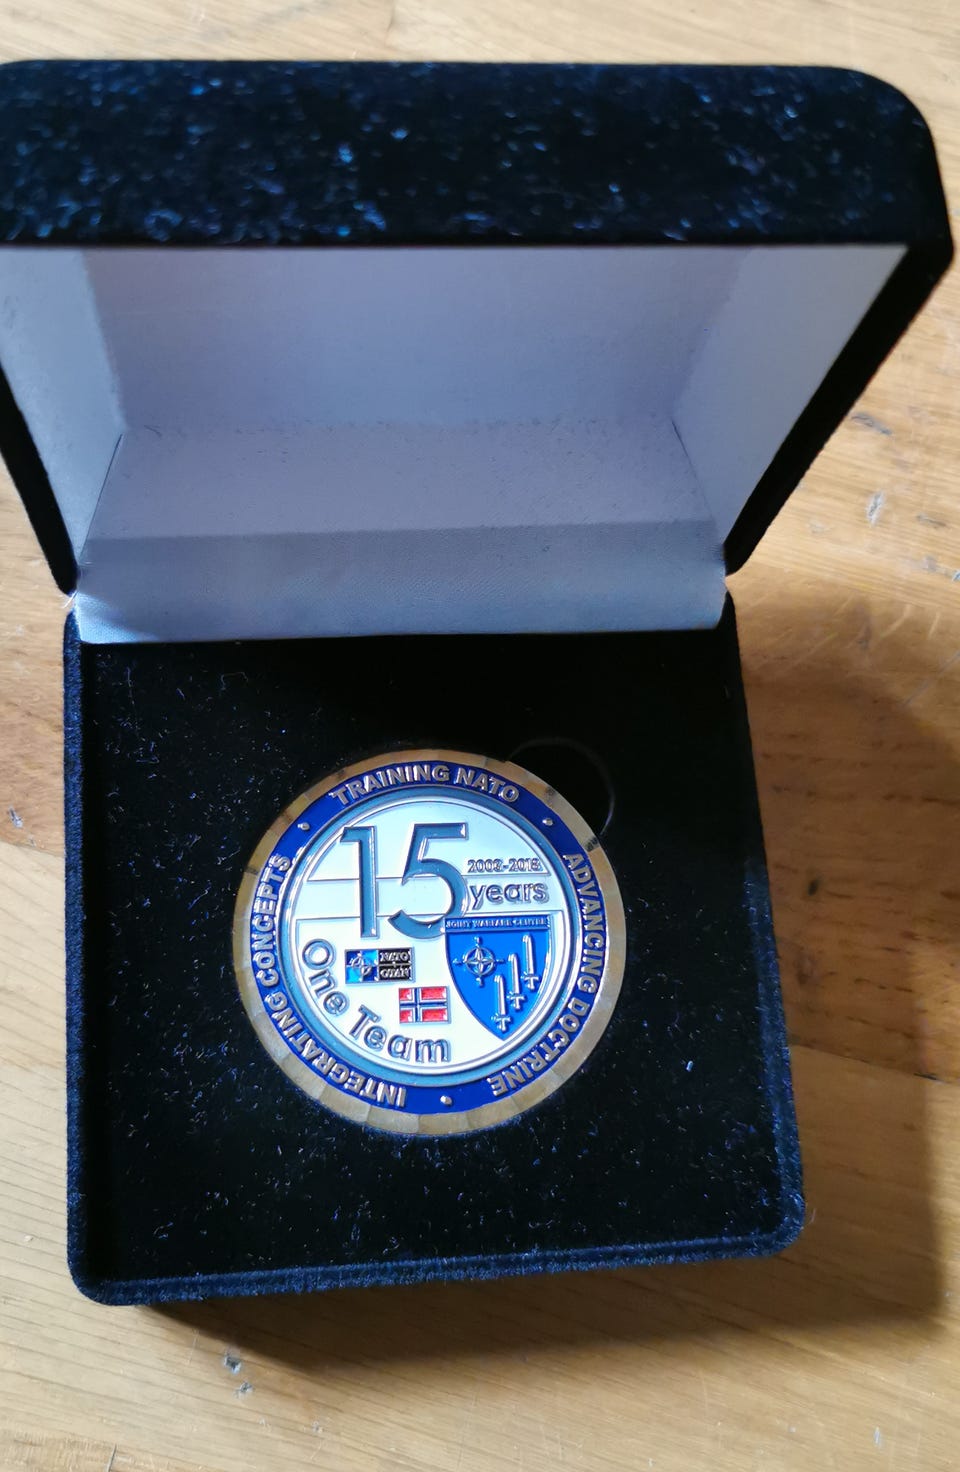 TRAINING NATO
ADVANCING DOCTRINE
INTEGRATING CONCEPTS
15
2003-2018
years
JOINT WARFARE CENTRE
NATO
OTAN
One Team